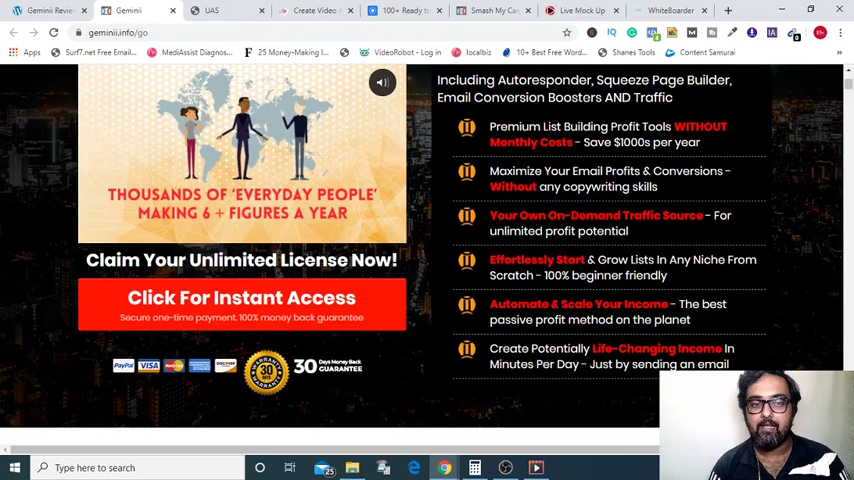 Geminii Review
Geminii
UAS
Create Video A
100+ Ready to
Smash My Can
Live Mock Up
WhiteBoarder
geminii.info/go
Apps
Surf7.net Free Email...
MediAssist Diagnos...
25 Money-Making I...
VideoRobot - Log in
localbiz
10+ Best Free Word...
Shanes Tools
Content Samurai
THOUSANDS OF 'EVERYDAY PEOPLE'
MAKING 6 + FIGURES A YEAR
Claim Your Unlimited License Now!
Click For Instant Access
Secure one-time payment. 100% money back guarantee
PayPal
VISA
30 Days Money Back
GUARANTEE
Including Autoresponder, Squeeze Page Builder,
Email Conversion Boosters AND Traffic
Premium List Building Profit Tools WITHOUT
Monthly Costs - Save $1000s per year
Maximize Your Email Profits & Conversions -
Without any copywriting skills
Your Own On-Demand Traffic Source - For
unlimited profit potential
Effortlessly Start & Grow Lists In Any Niche From
Scratch - 100% beginner friendly
Automate & Scale Your Income - The best
passive profit method on the planet
Create Potentially Life-Changing Income In
Minutes Per Day - Just by sending an email
Type here to search
25